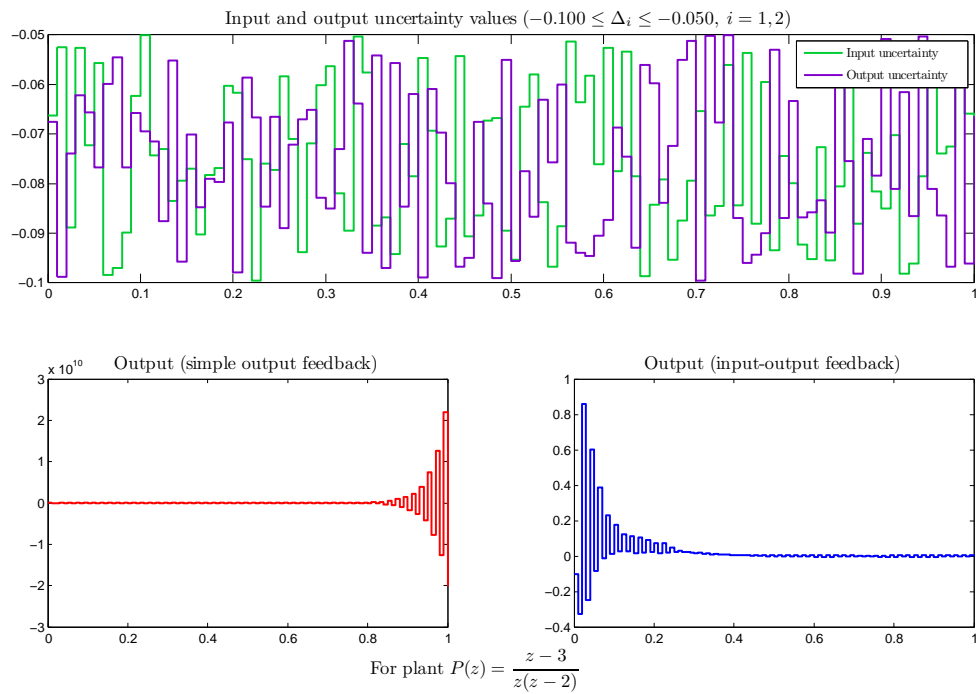 Input and output uncertainty values (−0.100 ≤ Δᵢ ≤ −0.050, i = 1, 2)
−0.05
−0.06
−0.07
−0.08
−0.09
−0.1
Input uncertainty
Output uncertainty
0 0.1 0.2 0.3 0.4 0.5 0.6 0.7 0.8 0.9 1
Output (simple output feedback)
x 10¹⁰
3
2
1
0
−1
−2
−3
0 0.2 0.4 0.6 0.8 1
Output (input-output feedback)
1
0.8
0.6
0.4
0.2
0
−0.2
−0.4
0 0.2 0.4 0.6 0.8 1
For plant P(z) = z − 3 / z(z − 2)